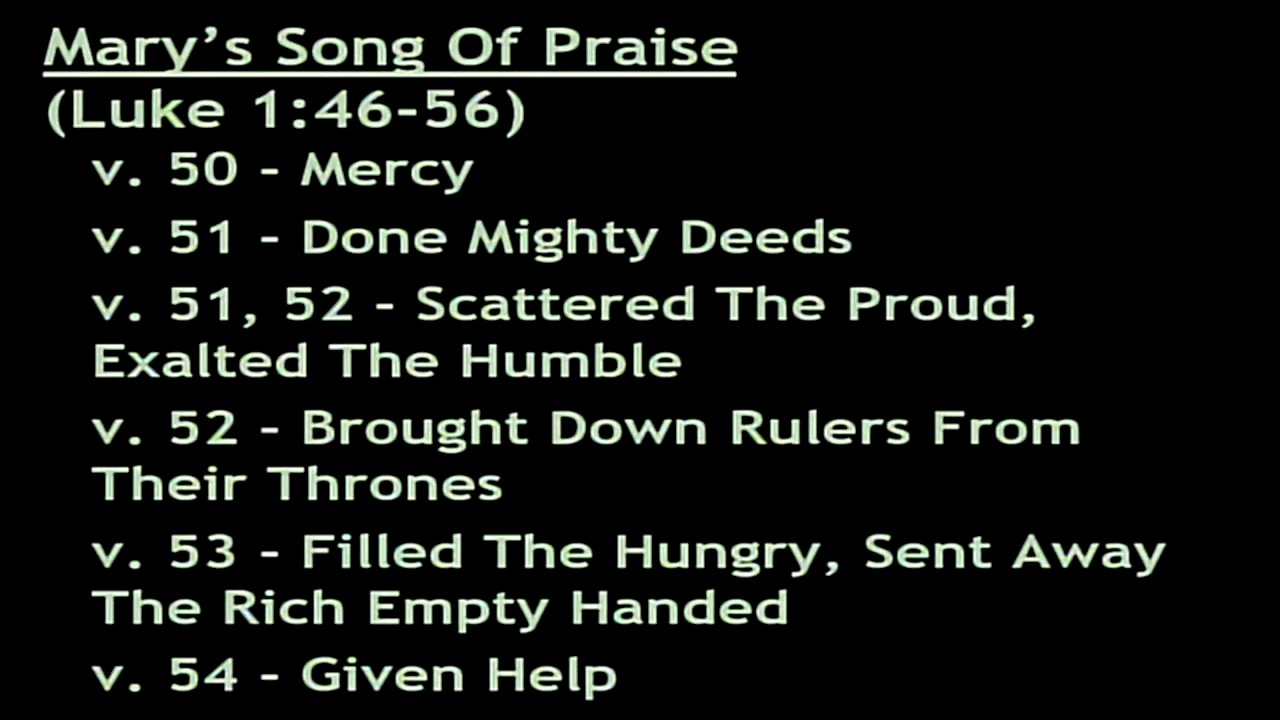 Mary’s Song Of Praise
(Luke 1:46-56)
v. 50 - Mercy
v. 51 - Done Mighty Deeds
v. 51, 52 - Scattered The Proud,
Exalted The Humble
v. 52 - Brought Down Rulers From
Their Thrones
v. 53 - Filled The Hungry, Sent Away
The Rich Empty Handed
v. 54 - Given Help